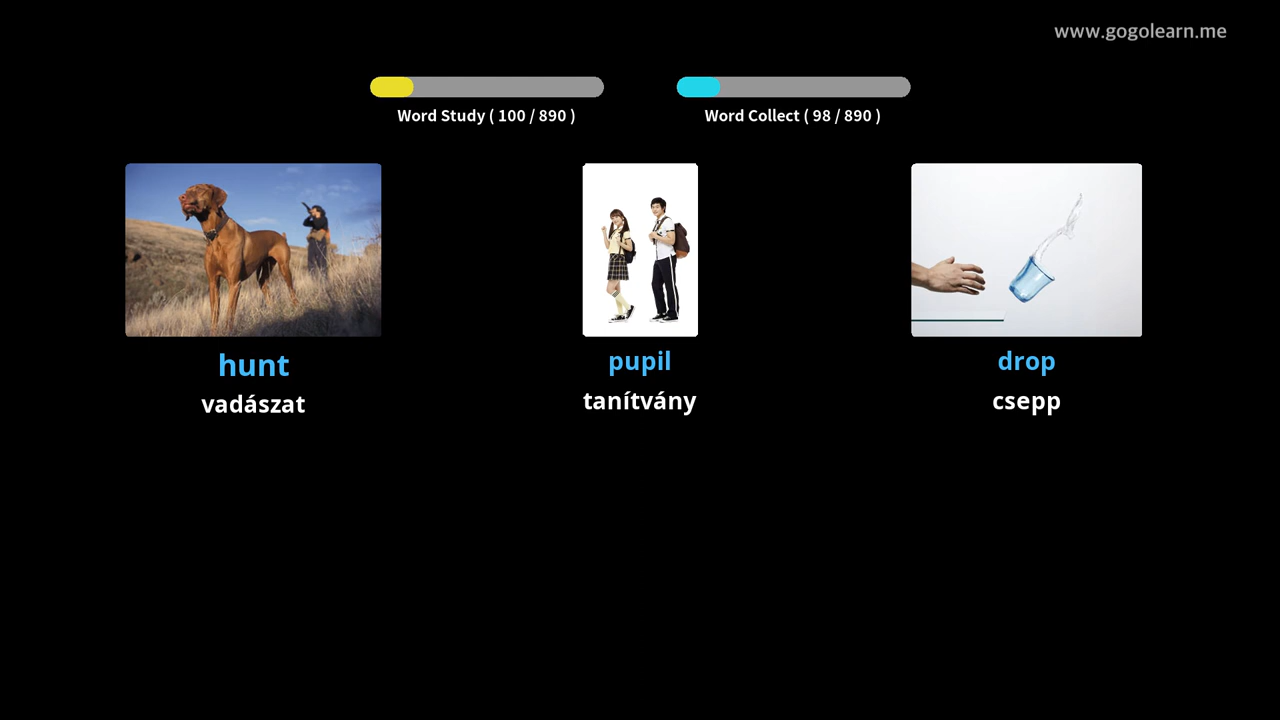 www.gogolearn.me
Word Study ( 100 / 890 )
Word Collect ( 98 / 890 )
hunt
vadászat
pupil
tanítvány
drop
csepp